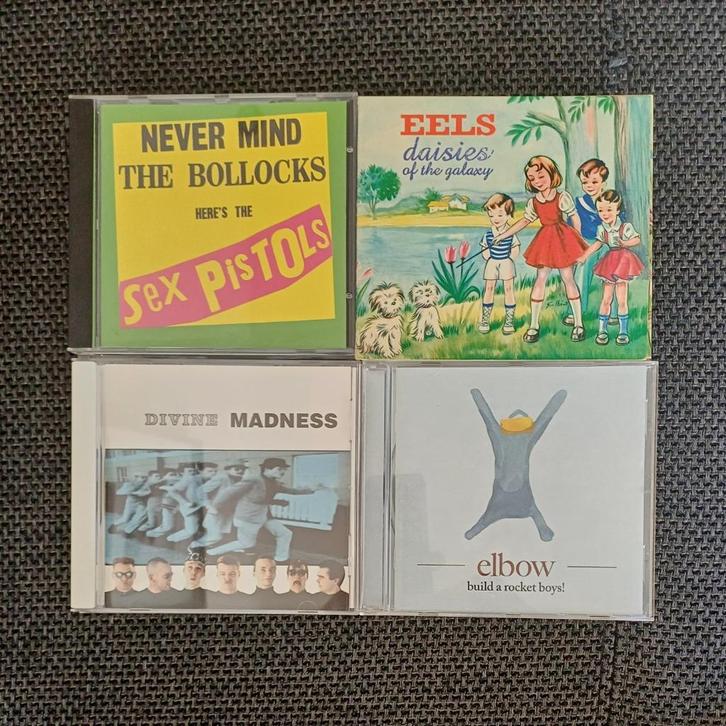 NEVER MIND
THE BOLLOCKS
HERE'S THE
Sex PiSTOLS
EELS
daisies
of the galaxy
DIVINE MADNESS
elbow
build a rocket boys!